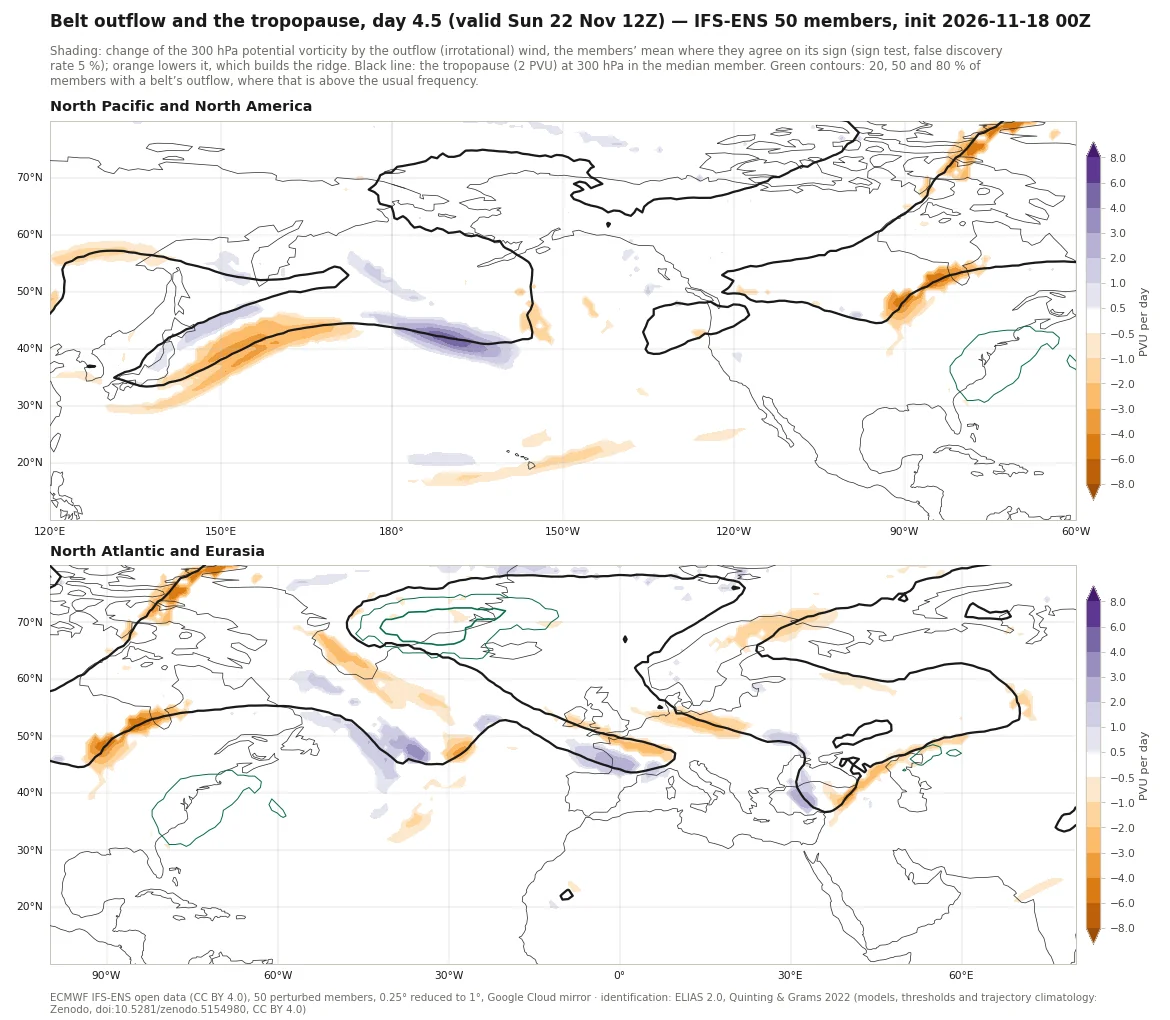 Belt outflow and the tropopause, day 4.5 (valid Sun 22 Nov 12Z) — IFS-ENS 50 members, init 2026-11-18 00Z
Shading: change of the 300 hPa potential vorticity by the outflow (irrotational) wind, the members’ mean where they agree on its sign (sign test, false discovery
rate 5 %); orange lowers it, which builds the ridge. Black line: the tropopause (2 PVU) at 300 hPa in the median member. Green contours: 20, 50 and 80 % of
members with a belt’s outflow, where that is above the usual frequency.
North Pacific and North America
70°N
60°N
50°N
40°N
30°N
20°N
120°E 150°E 180° 150°W 120°W 90°W 60°W
8.0
6.0
4.0
3.0
2.0
1.0
0.5
−0.5
−1.0
−2.0
−3.0
−4.0
−6.0
−8.0
PVU per day
North Atlantic and Eurasia
70°N
60°N
50°N
40°N
30°N
20°N
90°W 60°W 30°W 0° 30°E 60°E
8.0
6.0
4.0
3.0
2.0
1.0
0.5
−0.5
−1.0
−2.0
−3.0
−4.0
−6.0
−8.0
PVU per day
ECMWF IFS-ENS open data (CC BY 4.0), 50 perturbed members, 0.25° reduced to 1°, Google Cloud mirror · identification: ELIAS 2.0, Quinting & Grams 2022 (models, thresholds and trajectory climatology:
Zenodo, doi:10.5281/zenodo.5154980, CC BY 4.0)